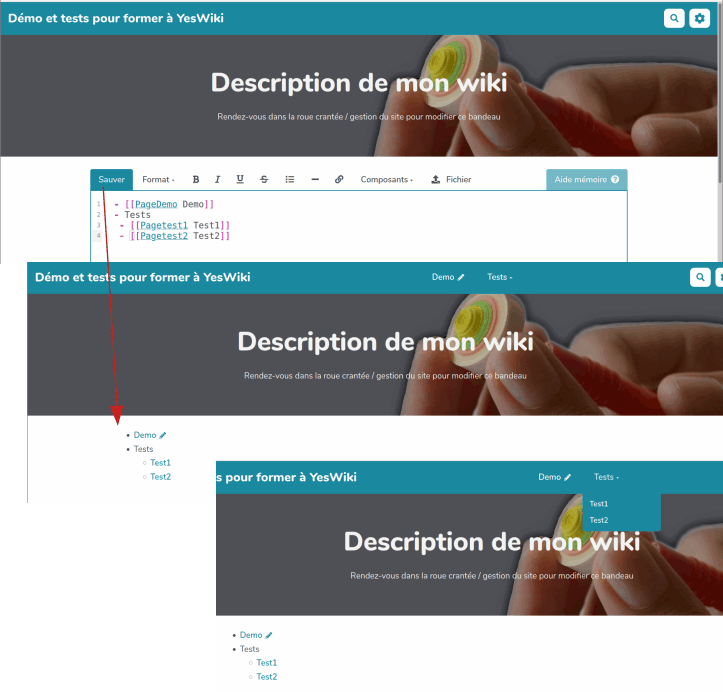 Démo et tests pour former à YesWiki
Description de mon wiki
Rendez-vous dans la roue crantée / gestion du site pour modifier ce bandeau
Sauver Format B I U S Composants Fichier Aide mémoire ?
1 - [[PageDemo Demo]]
2 - Tests
3 - [[Pagetest1 Test1]]
4 - [[Pagetest2 Test2]]
Démo et tests pour former à YesWiki Demo Tests
Description de mon wiki
Rendez-vous dans la roue crantée / gestion du site pour modifier ce bandeau
• Demo
• Tests
○ Test1
○ Test2
s pour former à YesWiki Demo Tests
Test1
Test2
Description de mon wiki
Rendez-vous dans la roue crantée / gestion du site pour modifier ce bandeau
• Demo
• Tests
○ Test1
○ Test2